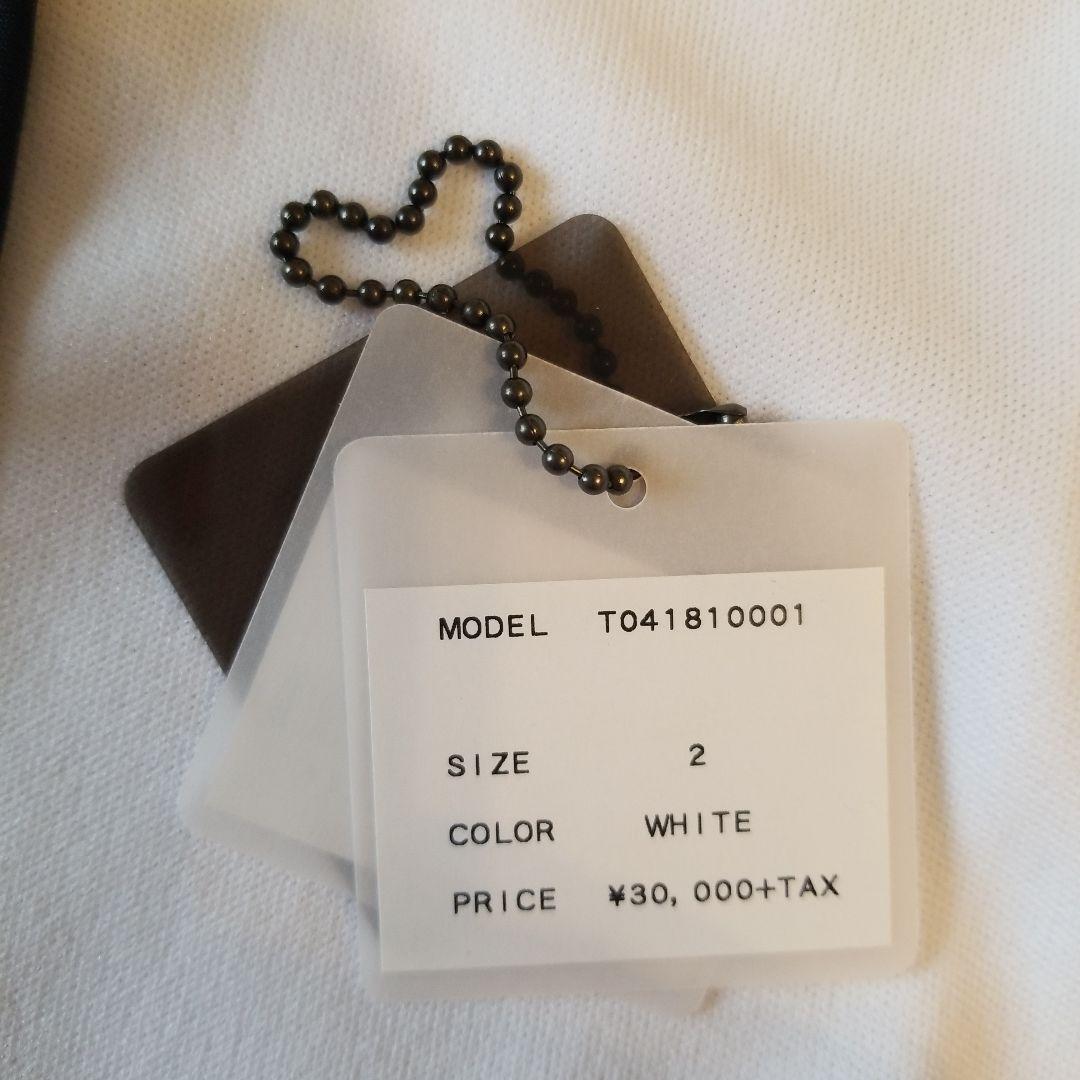 MODEL T041810001
SIZE 2
COLOR WHITE
PRICE ¥30,000+TAX